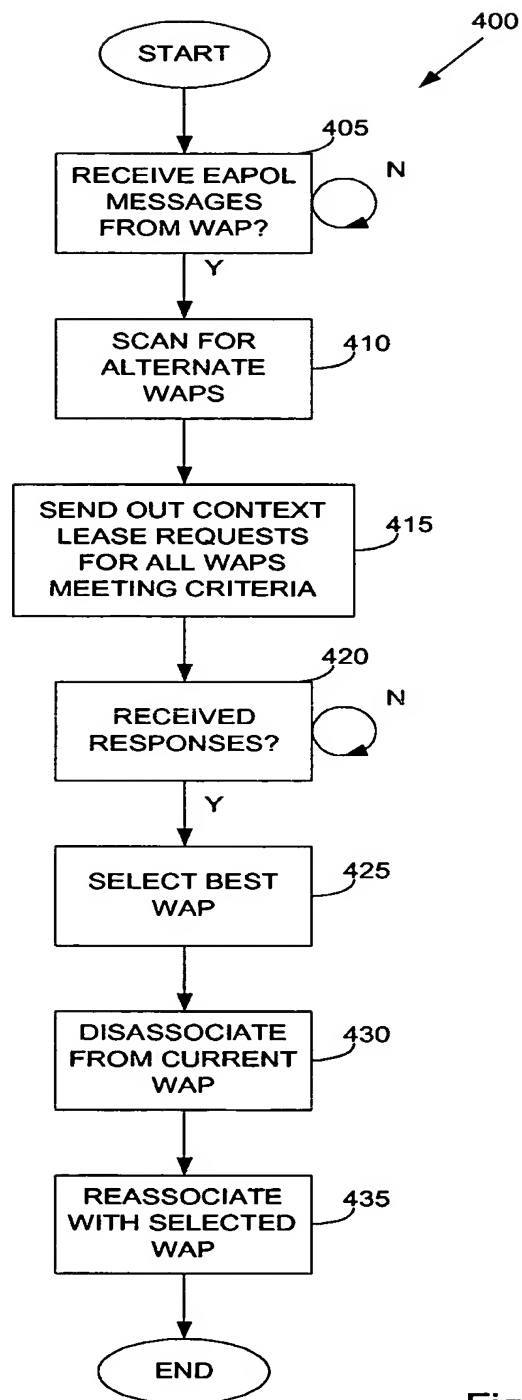 400
START
405
RECEIVE EAPOL
MESSAGES
FROM WAP?
N
Y
SCAN FOR
ALTERNATE
WAPS
410
SEND OUT CONTEXT
LEASE REQUESTS
FOR ALL WAPS
MEETING CRITERIA
415
420
RECEIVED
RESPONSES?
N
Y
SELECT BEST
WAP
425
DISASSOCIATE
FROM CURRENT
WAP
430
REASSOCIATE
WITH SELECTED
WAP
435
END